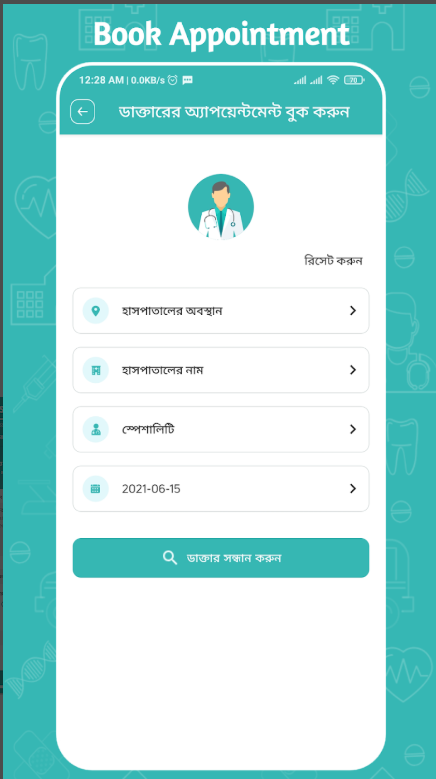 Book Appointment
12:28 AM | 0.0KB/s
70
ডাক্তারের অ্যাপয়েন্টমেন্ট বুক করুন
রিসেট করুন
হাসপাতালের অবস্থান
হাসপাতালের নাম
স্পেশালিটি
2021-06-15
ডাক্তার সন্ধান করুন